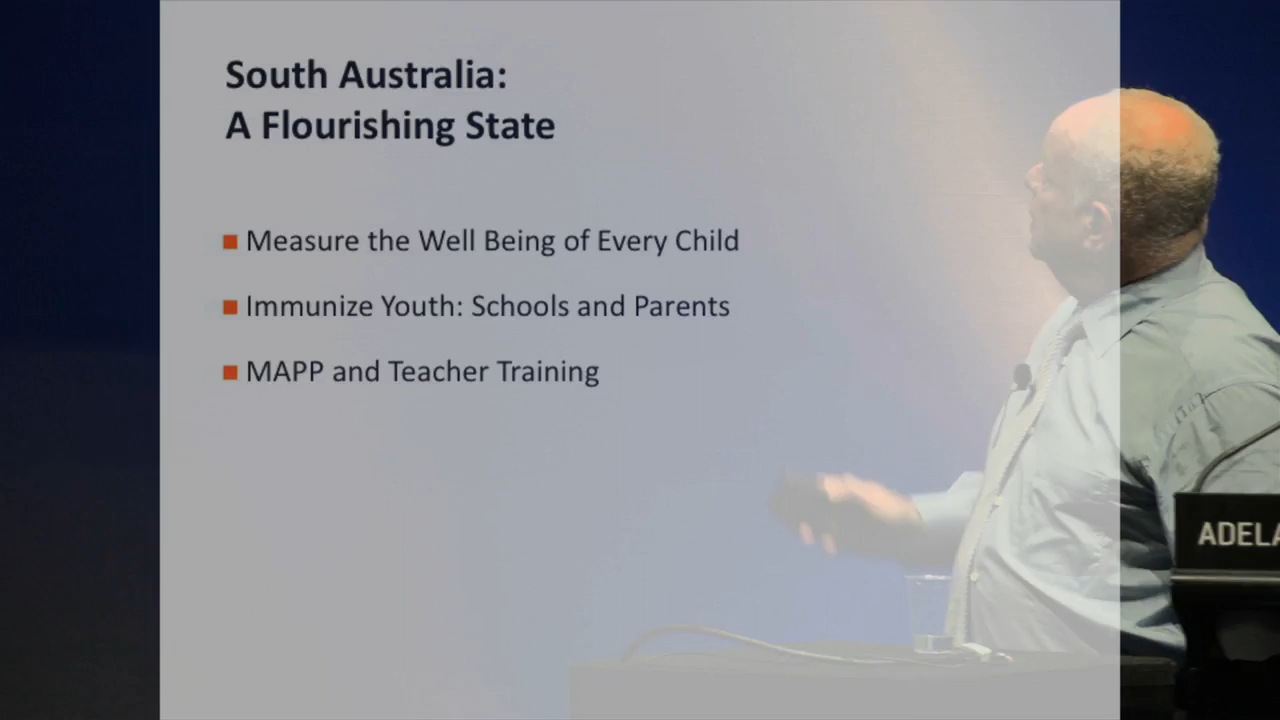 South Australia:
A Flourishing State
Measure the Well Being of Every Child
Immunize Youth: Schools and Parents
MAPP and Teacher Training
ADELA